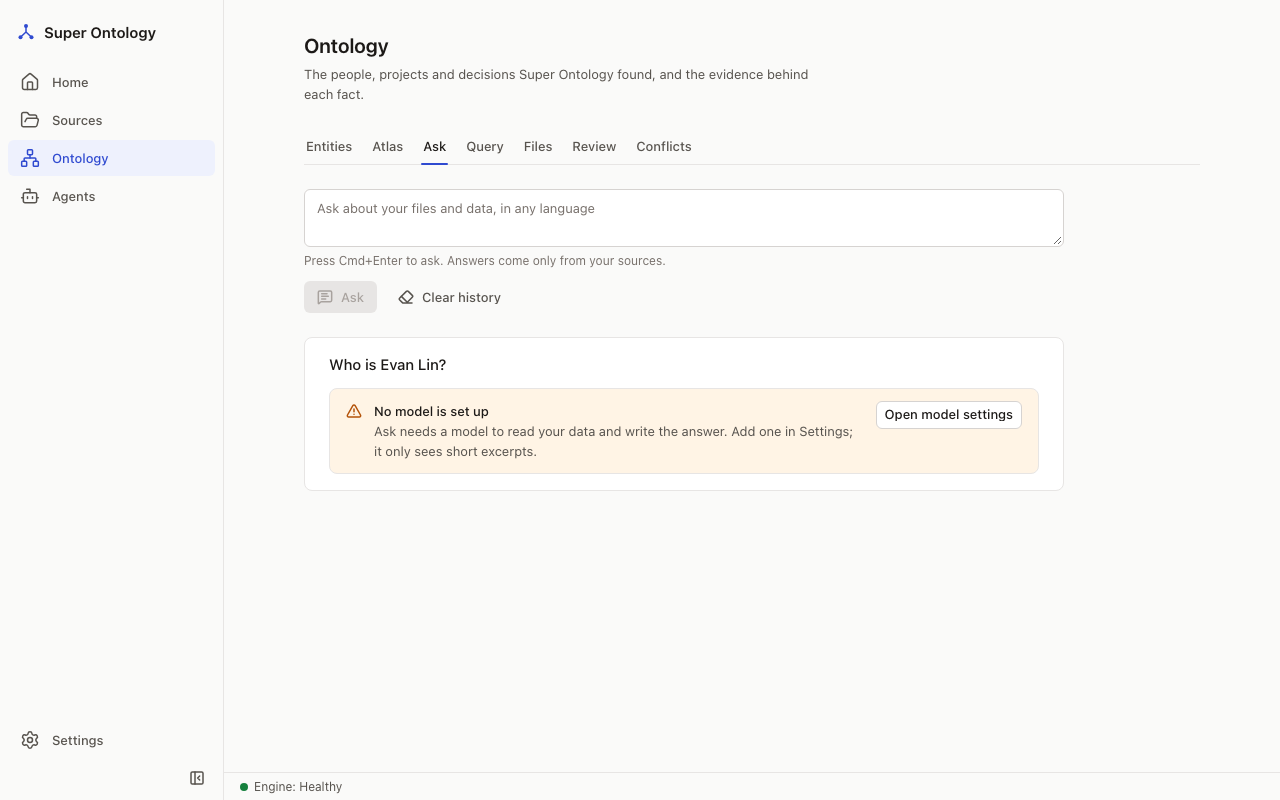 Super Ontology
Home
Sources
Ontology
Agents
Settings
Ontology
The people, projects and decisions Super Ontology found, and the evidence behind
each fact.
Entities
Atlas
Ask
Query
Files
Review
Conflicts
Ask about your files and data, in any language
Press Cmd+Enter to ask. Answers come only from your sources.
Ask
Clear history
Who is Evan Lin?
No model is set up
Ask needs a model to read your data and write the answer. Add one in Settings;
it only sees short excerpts.
Open model settings
Engine: Healthy